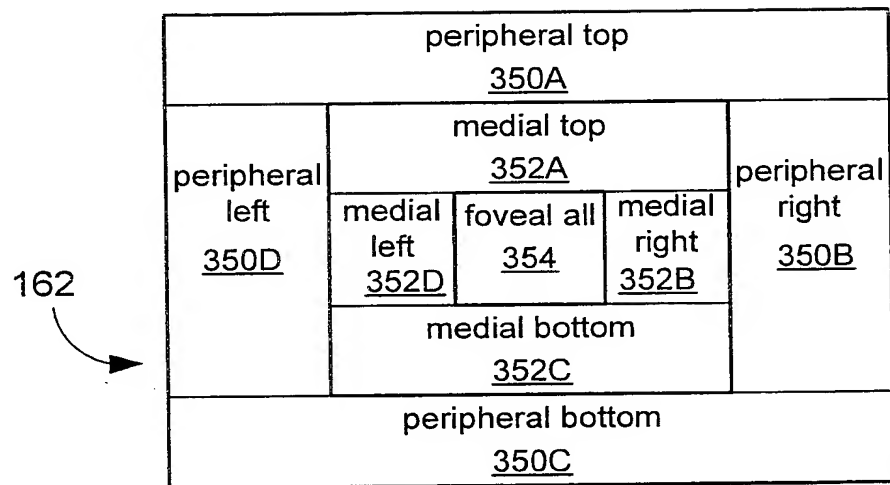 peripheral top
350A
medial top
352A
peripheral
left
350D
medial
left
352D
foveal all
354
medial
right
352B
peripheral
right
350B
162
medial bottom
352C
peripheral bottom
350C